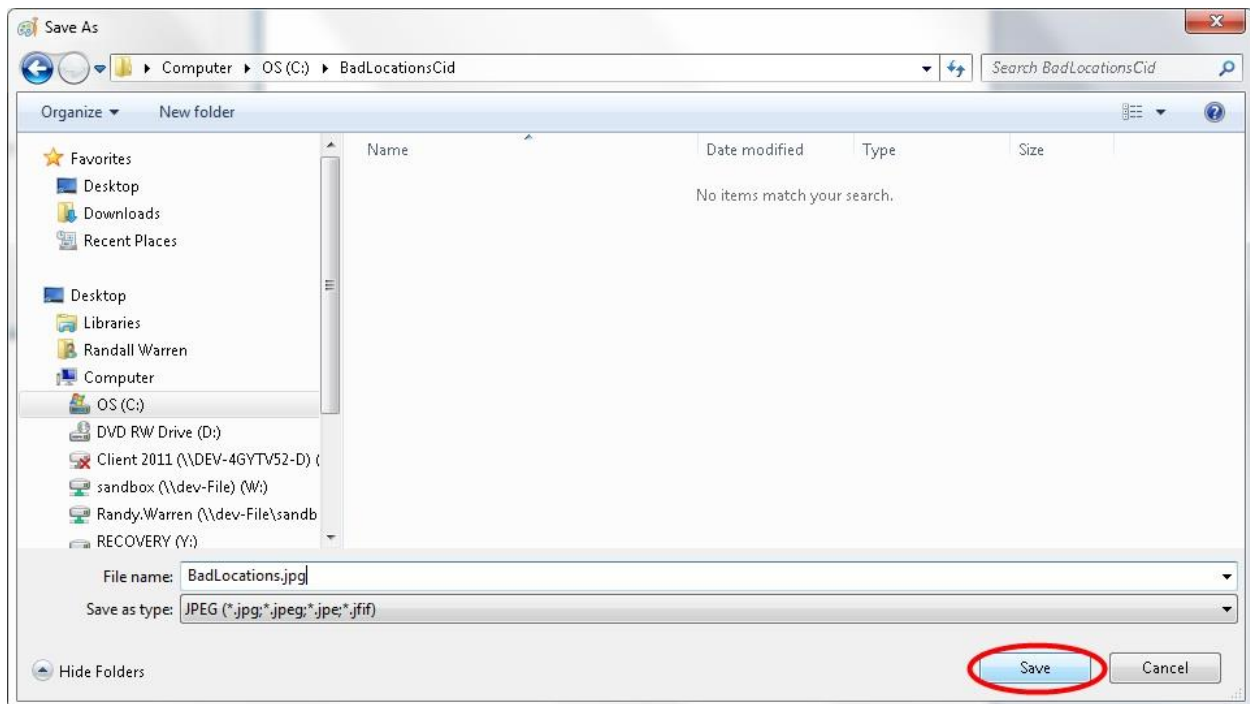 Save As
Computer OS (C:) BadLocationsCid Search BadLocationsCid
Organize New folder
Name Date modified Type Size
No items match your search.
Favorites
Desktop
Downloads
Recent Places
Desktop
Libraries
Randall Warren
Computer
OS (C:)
DVD RW Drive (D:)
Client 2011 (\\DEV-4GYTV52-D) (
sandbox (\\dev-File) (W:)
Randy.Warren (\\dev-File\sandb
RECOVERY (Y:)
File name: BadLocations.jpg
Save as type: JPEG (*.jpg;*.jpeg;*.jpe;*.jfif)
Hide Folders Save Cancel